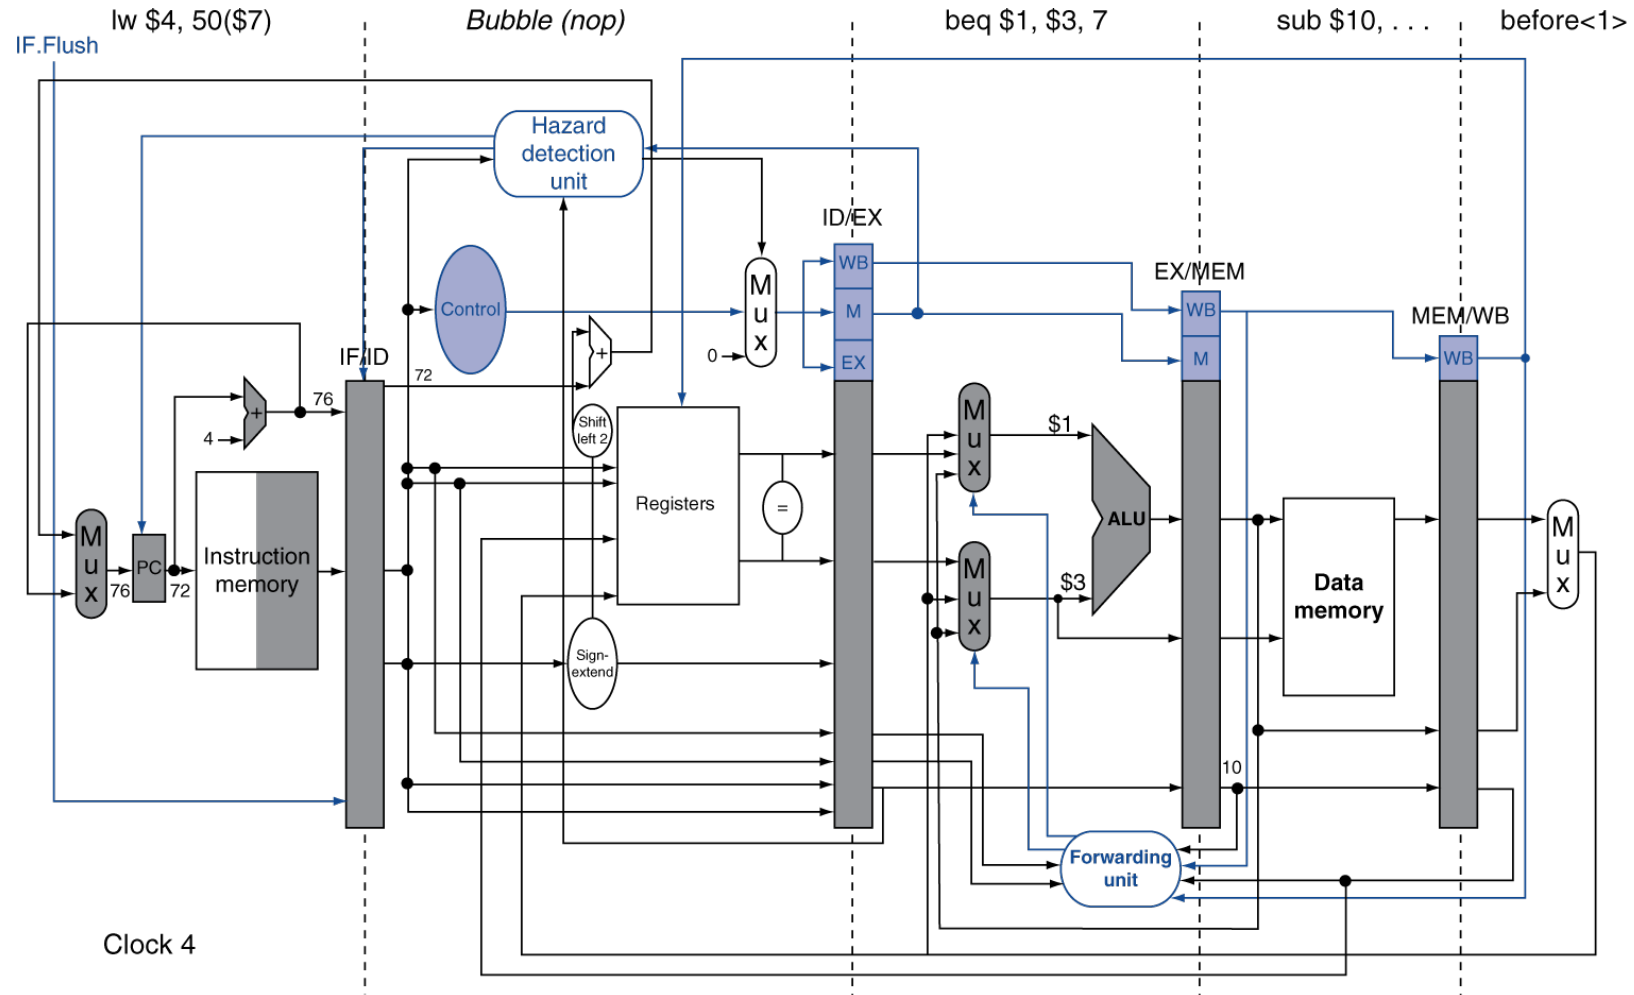 lw $4, 50($7)
Bubble (nop)
beq $1, $3, 7
sub $10, . . .
before<1>
IF.Flush
Hazard
detection
unit
ID/EX
WB
M
EX
EX/MEM
WB
M
MEM/WB
WB
Control
M
u
x
0
IF/ID
72
+
76
4
+
Shift
left 2
Registers
=
M
u
x
$1
ALU
M
u
x
PC
76
72
Instruction
memory
M
u
x
$3
Data
memory
M
u
x
Sign-
extend
10
Forwarding
unit
Clock 4